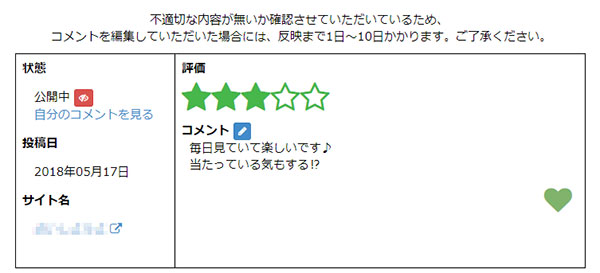 不適切な内容が無いか確認させていただいているため、
コメントを編集していただいた場合には、反映まで1日～10日かかります。ご了承ください。
状態
公開中
自分のコメントを見る
投稿日
2018年05月17日
サイト名
評価
コメント
毎日見ていて楽しいです♪
当たっている気もする!?